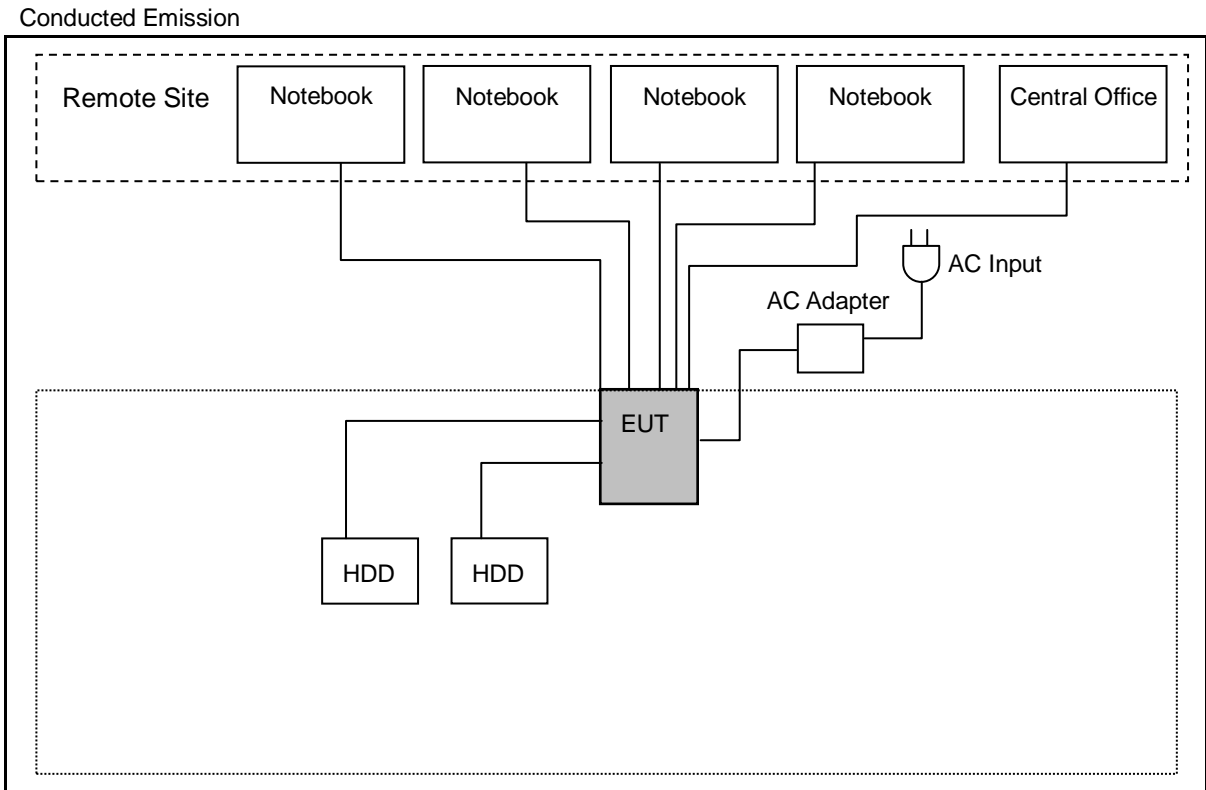 Conducted Emission
Remote Site
Notebook
Notebook
Notebook
Notebook
Central Office
AC Input
AC Adapter
EUT
HDD
HDD